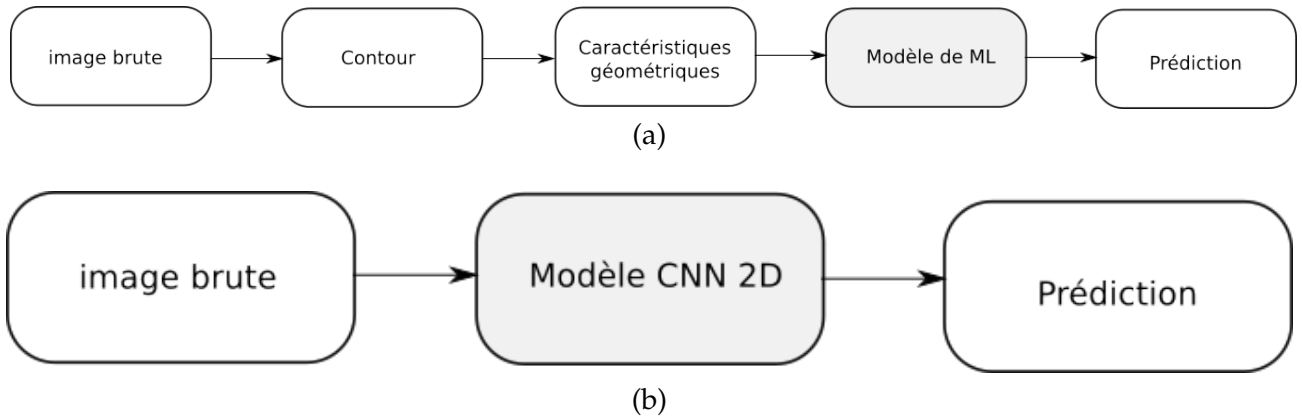 image brute
Contour
Caractéristiques
géométriques
Modèle de ML
Prédiction
(a)
image brute
Modèle CNN 2D
Prédiction
(b)